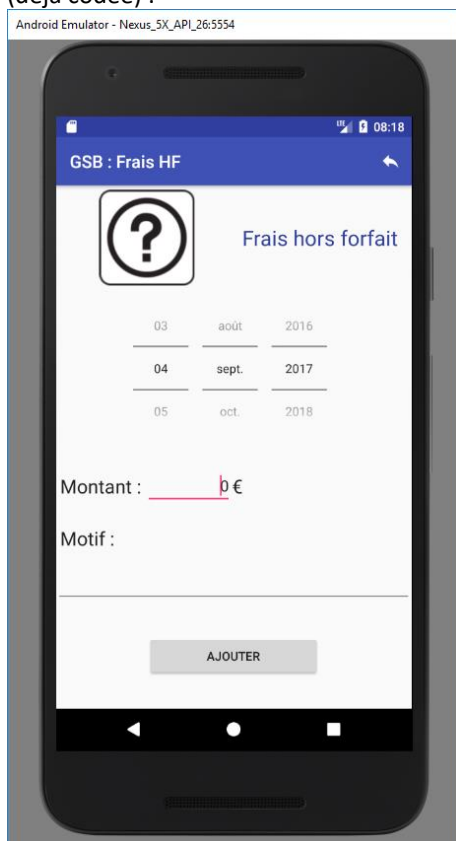 (déjà codée) :
Android Emulator - Nexus_5X_API_26:5554
08:18
GSB : Frais HF
?
Frais hors forfait
03 août 2016
04 sept. 2017
05 oct. 2018
Montant : 0 €
Motif :
AJOUTER